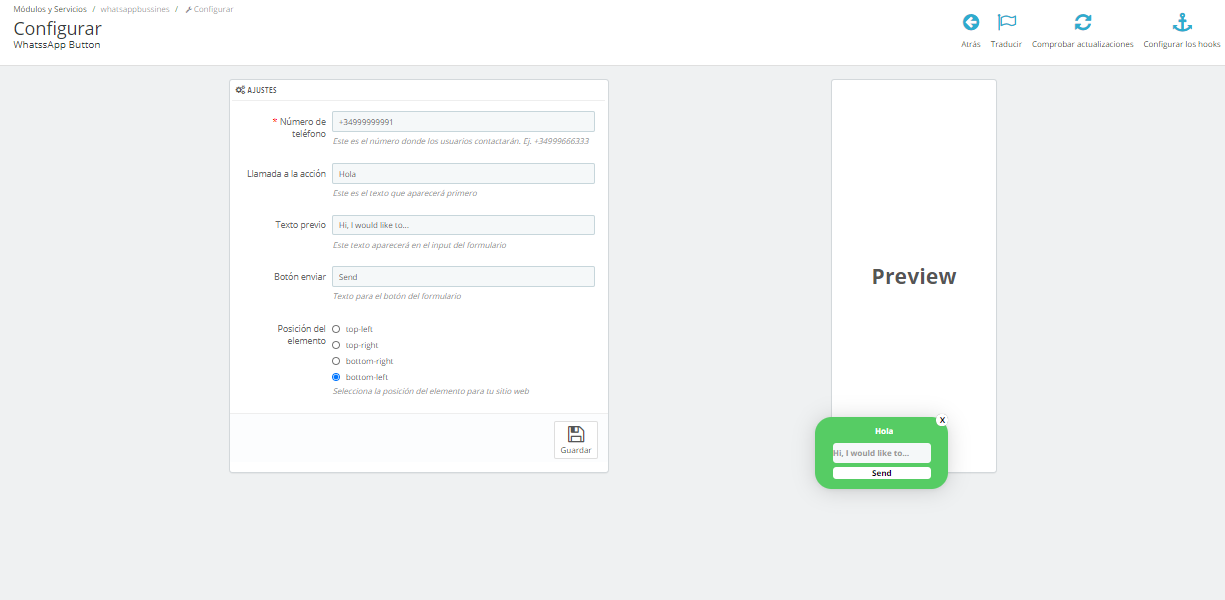 Módulos y Servicios / whatsappbussines / Configurar
Configurar
WhatssApp Button
Atrás
Traducir
Comprobar actualizaciones
Configurar los hooks
AJUSTES
* Número de teléfono
+34999999991
Este es el número donde los usuarios contactarán. Ej. +34999666333
Llamada a la acción
Hola
Este es el texto que aparecerá primero
Texto previo
Hi, I would like to...
Este texto aparecerá en el input del formulario
Botón enviar
Send
Texto para el botón del formulario
Posición del elemento
top-left
top-right
bottom-right
bottom-left
Selecciona la posición del elemento para tu sitio web
Guardar
Preview
X
Hola
Hi, I would like to...
Send